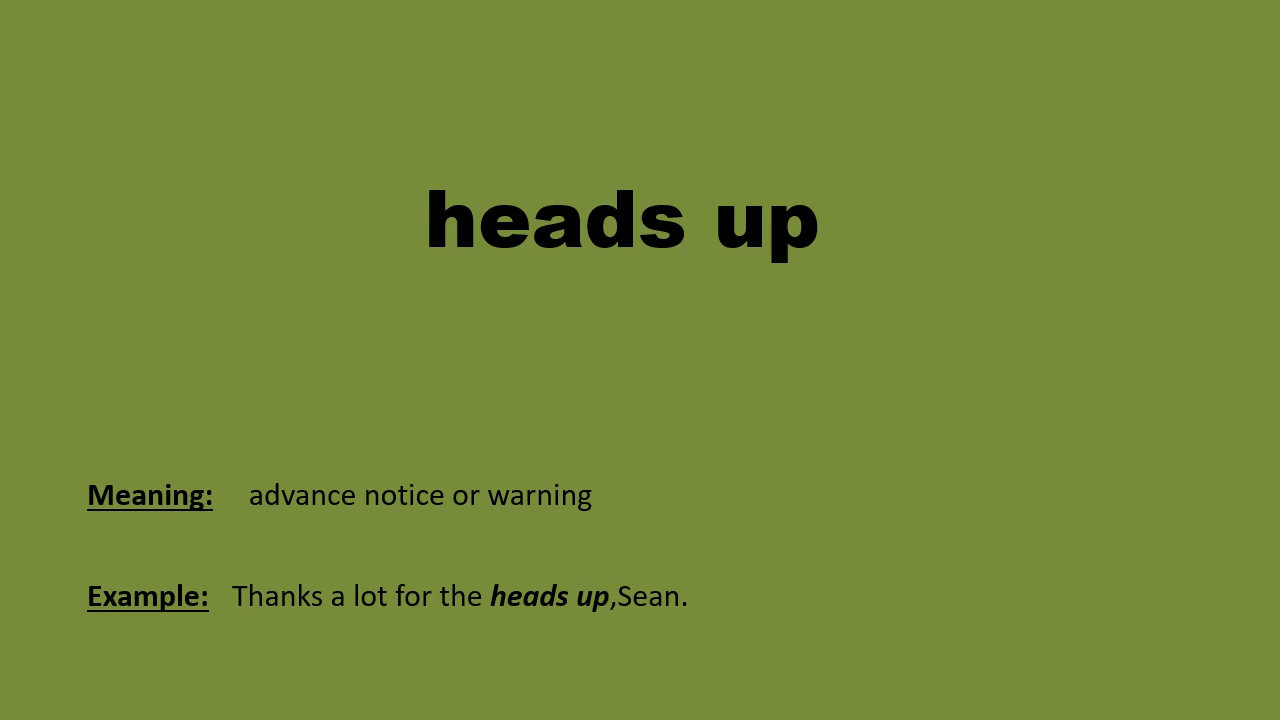 heads up
Meaning: advance notice or warning
Example: Thanks a lot for the heads up,Sean.